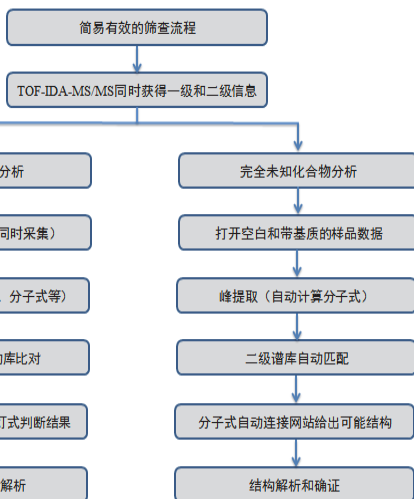 简易有效的筛查流程
TOF-IDA-MS/MS同时获得一级和二级信息
分析
完全未知化合物分析
同时采集）
打开空白和带基质的样品数据
、分子式等）
峰提取（自动计算分子式）
库比对
二级谱库自动匹配
灯式判断结果
分子式自动连接网站给出可能结构
解析
结构解析和确证